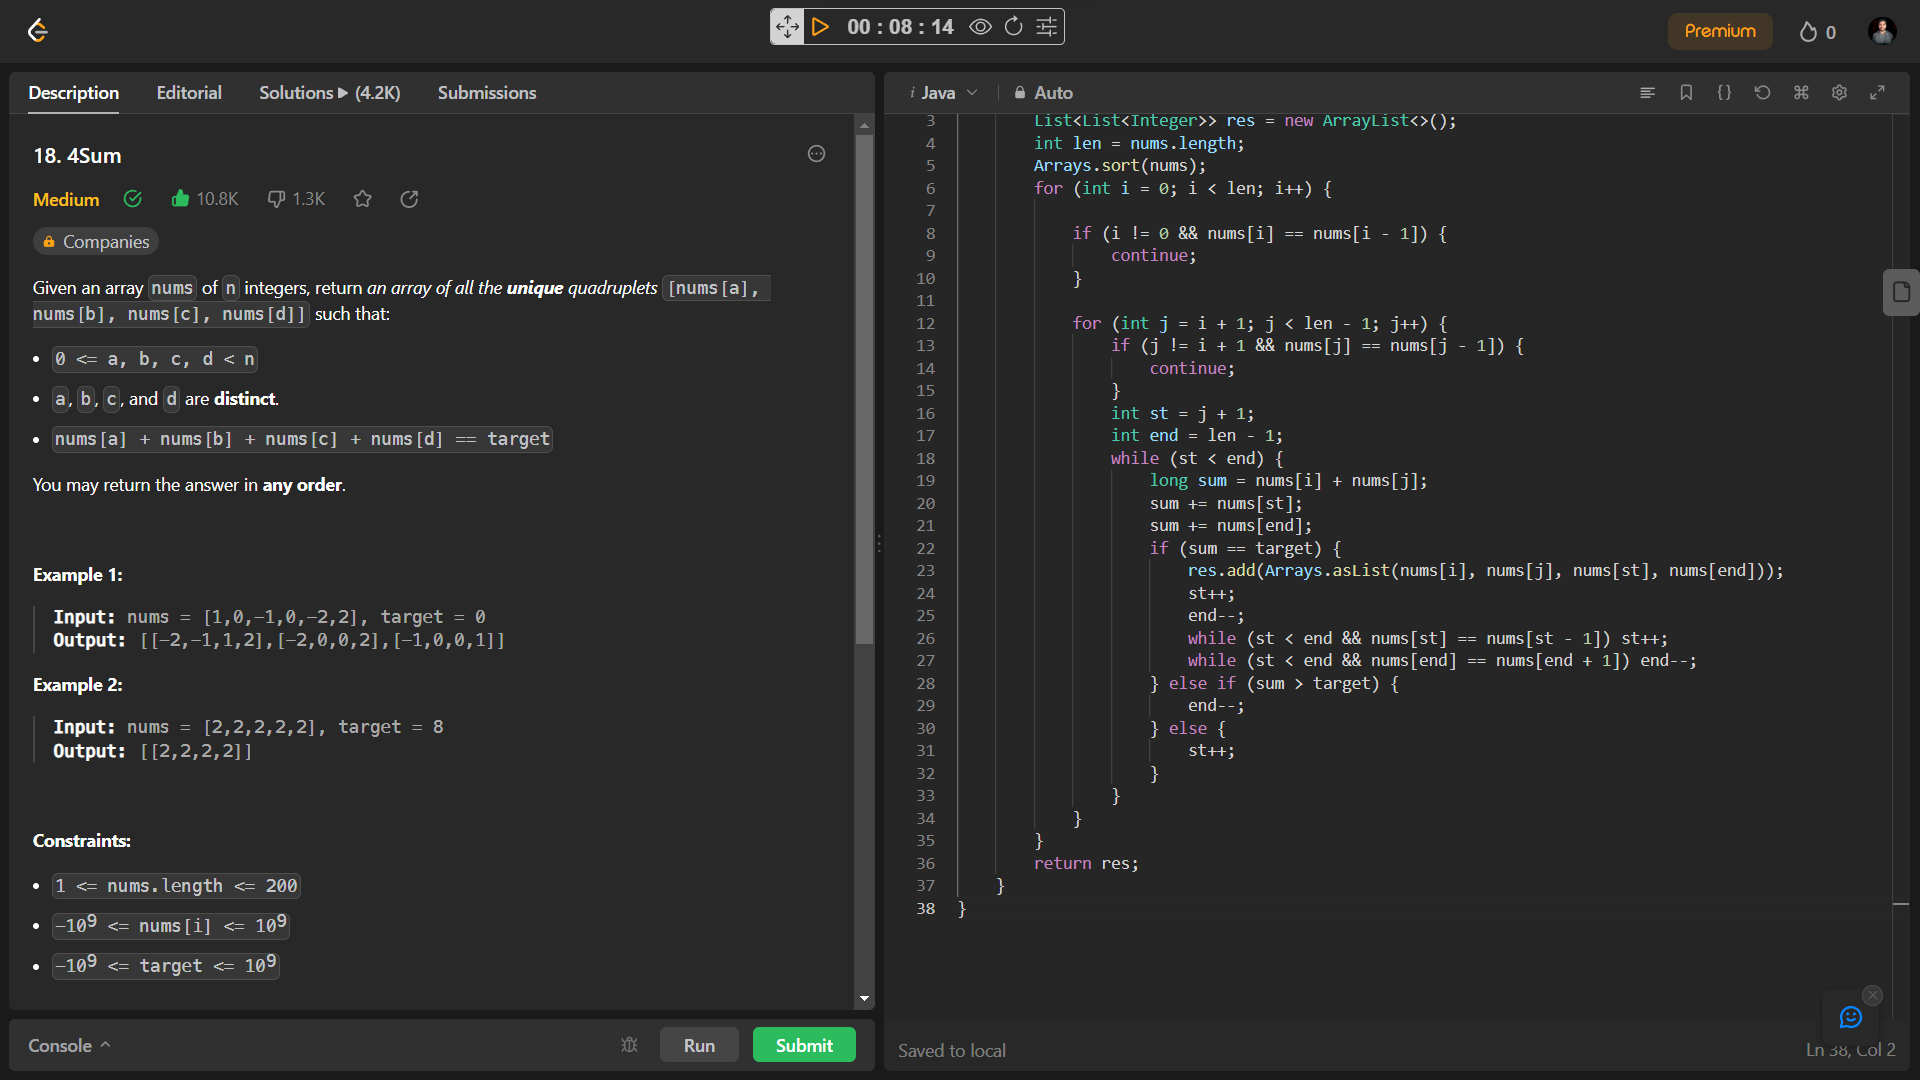 00 : 08 : 14
Premium
0
Description Editorial Solutions (4.2K) Submissions
18. 4Sum
Medium 10.8K 1.3K
Companies
Given an array nums of n integers, return an array of all the unique quadruplets [nums[a],
nums[b], nums[c], nums[d]] such that:
• 0 <= a, b, c, d < n
• a, b, c, and d are distinct.
• nums[a] + nums[b] + nums[c] + nums[d] == target
You may return the answer in any order.
Example 1:
Input: nums = [1,0,-1,0,-2,2], target = 0
Output: [[-2,-1,1,2],[-2,0,0,2],[-1,0,0,1]]
Example 2:
Input: nums = [2,2,2,2,2], target = 8
Output: [[2,2,2,2]]
Constraints:
• 1 <= nums.length <= 200
• -10⁹ <= nums[i] <= 10⁹
• -10⁹ <= target <= 10⁹
Console Run Submit
i Java Auto
3 List<List<Integer>> res = new ArrayList<>();
4 int len = nums.length;
5 Arrays.sort(nums);
6 for (int i = 0; i < len; i++) {
7
8 if (i != 0 && nums[i] == nums[i - 1]) {
9 continue;
10 }
11
12 for (int j = i + 1; j < len - 1; j++) {
13 if (j != i + 1 && nums[j] == nums[j - 1]) {
14 continue;
15 }
16 int st = j + 1;
17 int end = len - 1;
18 while (st < end) {
19 long sum = nums[i] + nums[j];
20 sum += nums[st];
21 sum += nums[end];
22 if (sum == target) {
23 res.add(Arrays.asList(nums[i], nums[j], nums[st], nums[end]));
24 st++;
25 end--;
26 while (st < end && nums[st] == nums[st - 1]) st++;
27 while (st < end && nums[end] == nums[end + 1]) end--;
28 } else if (sum > target) {
29 end--;
30 } else {
31 st++;
32 }
33 }
34 }
35 }
36 return res;
37 }
38 }
Saved to local
Ln 38, Col 2